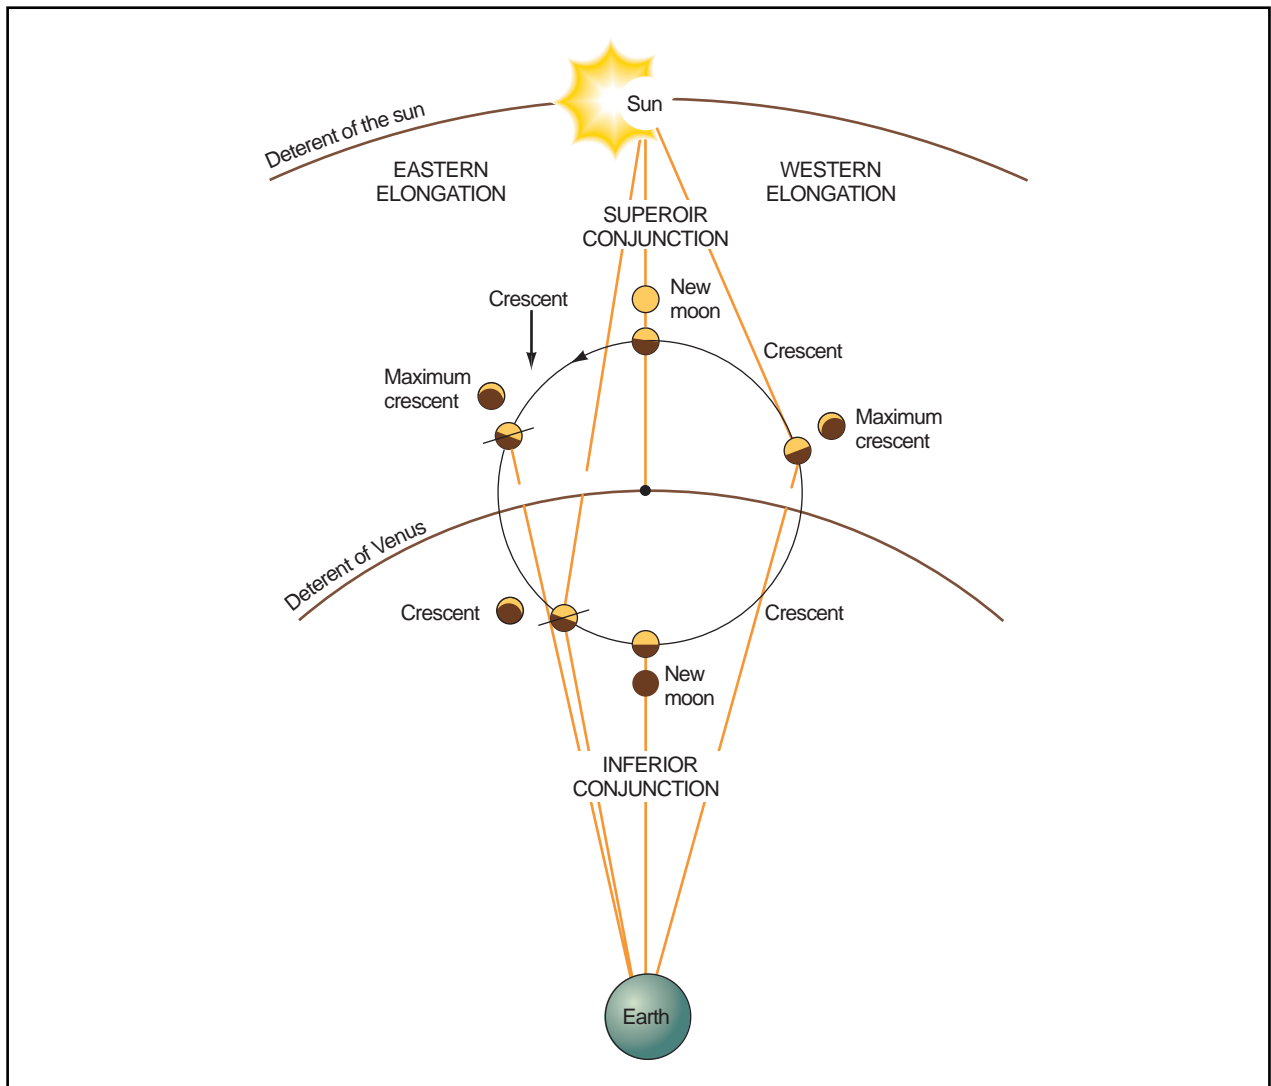 Sun
Deterent of the sun
EASTERN
ELONGATION
WESTERN
ELONGATION
SUPEROIR
CONJUNCTION
New
moon
Crescent
Crescent
Maximum
crescent
Maximum
crescent
Deterent of Venus
Crescent
Crescent
New
moon
INFERIOR
CONJUNCTION
Earth